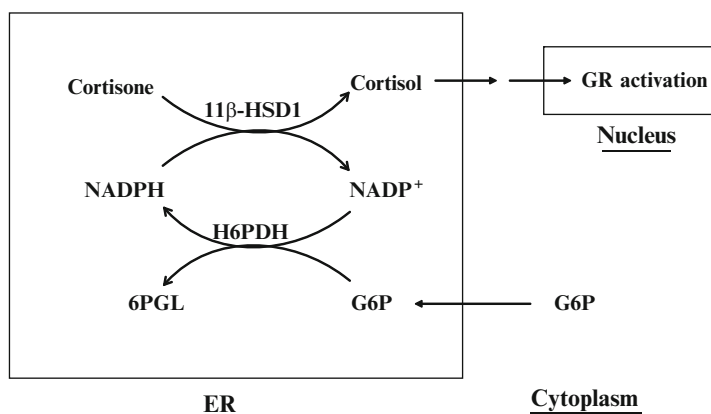 Cortisone
Cortisol
GR activation
11β-HSD1
Nucleus
NADPH
NADP+
H6PDH
6PGL
G6P
G6P
ER
Cytoplasm